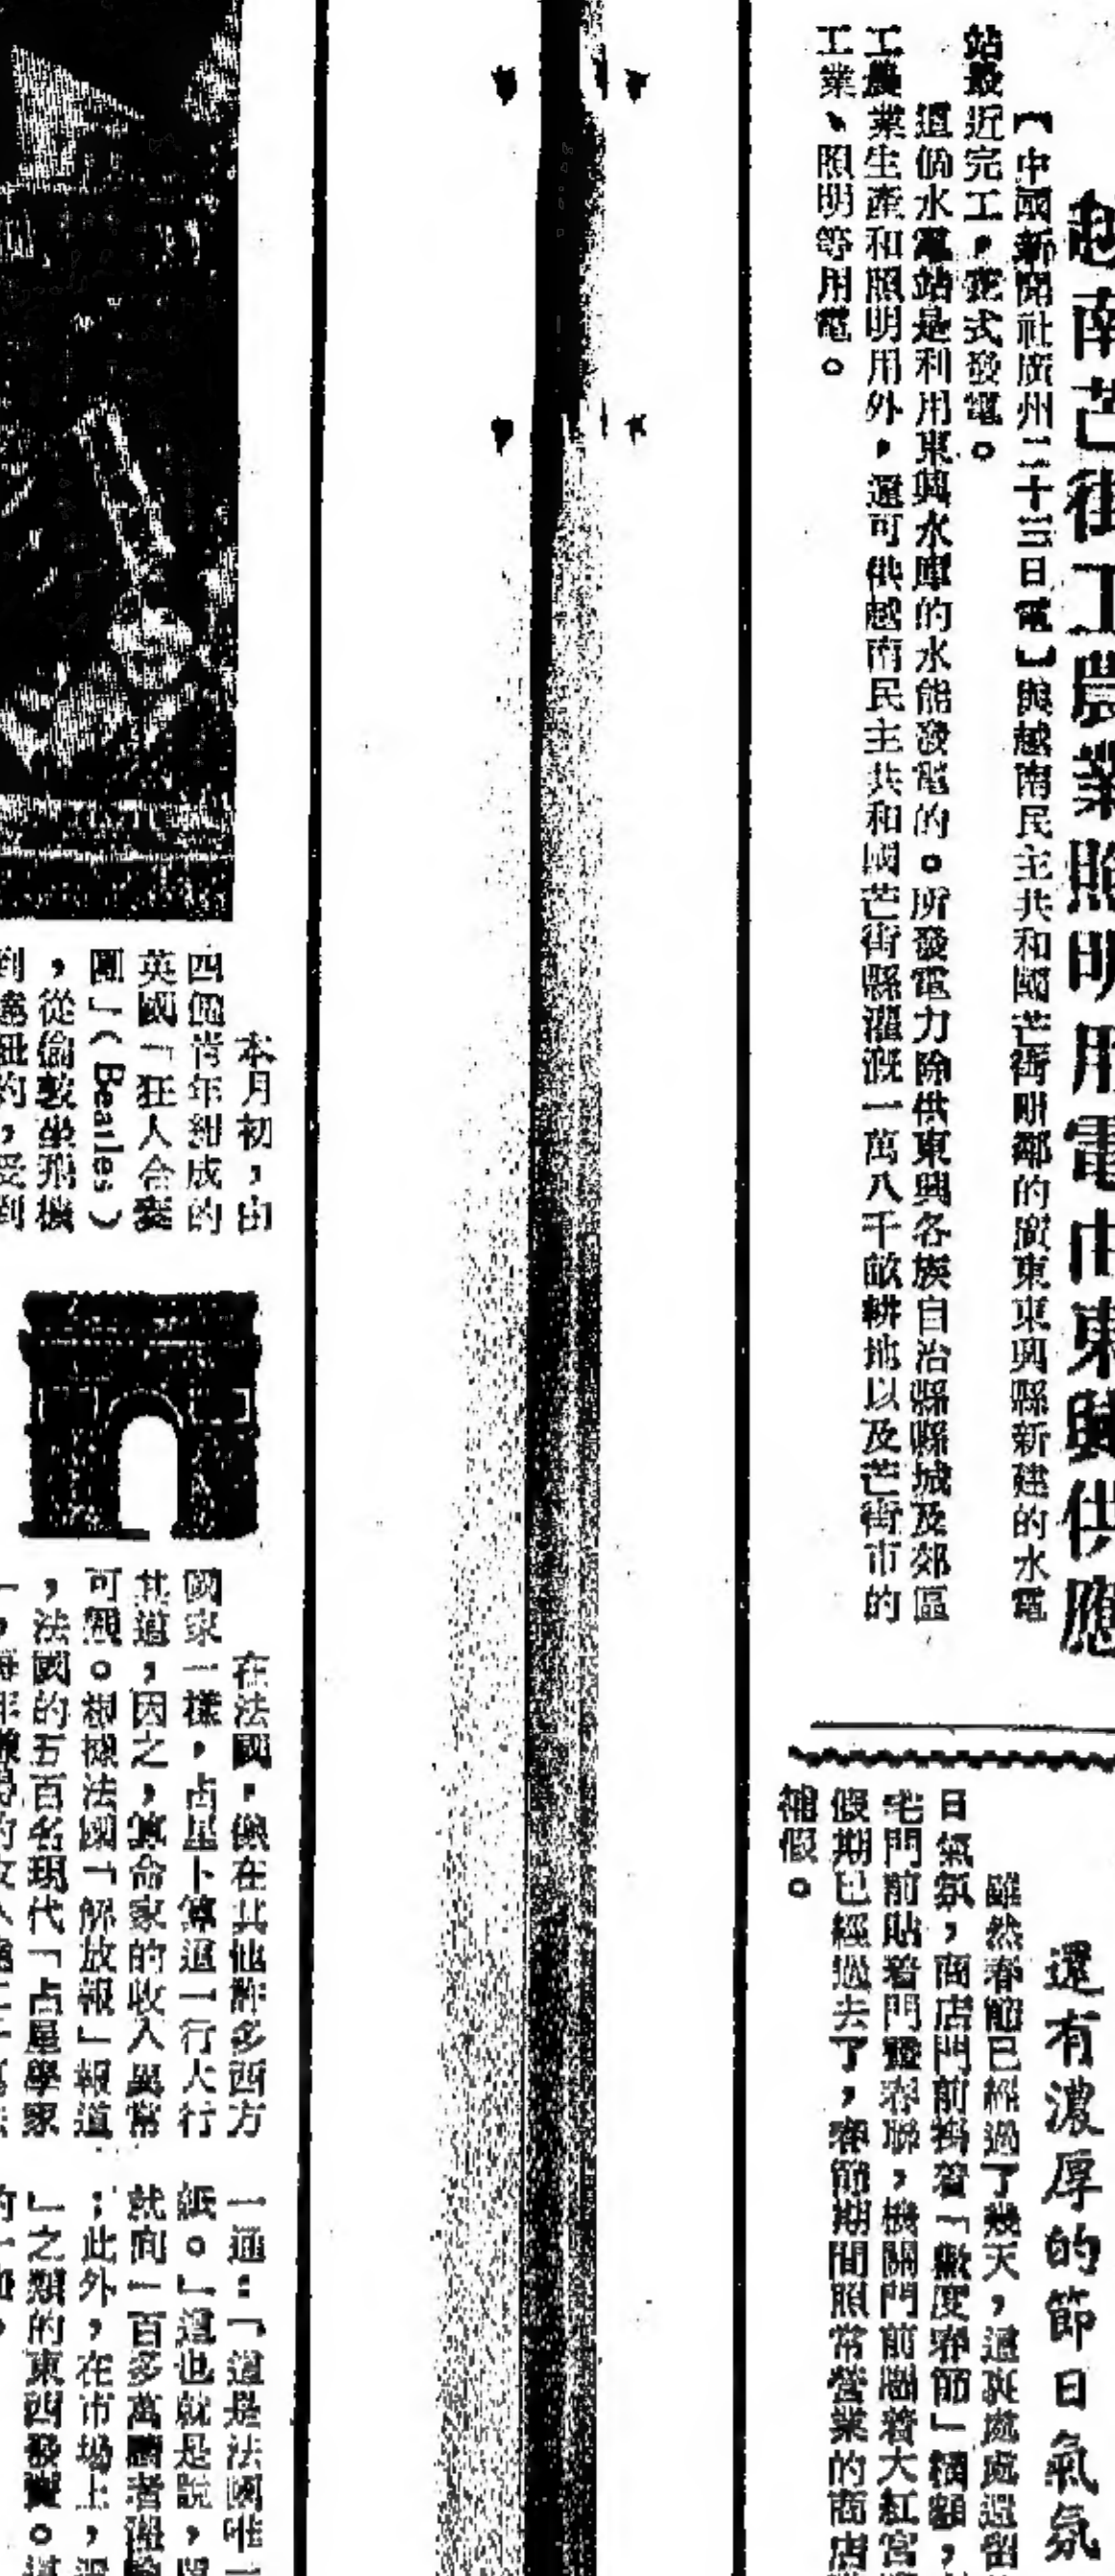 越南芒街工農業照明用電由東興供應
【中國新聞社廣州二十三日電】與越南民主共和國芒街毗鄰的廣東東興縣新建的水電
站最近完工,正式發電。
這個水電站是利用東興水庫的水能發電的。所發電力除供東興各族自治縣縣城及郊區
工農業生產和照明用外,還可供越南民主共和國芒街縣灌溉一萬八千畝耕地以及芒街市的
工業、照明等用電。
還有濃厚的節日氣氛
雖然春節已經過了幾天,這裏處處還留
日氣氛,商店門前掛着「歡度春節」橫額,
宅門前貼着門聯春聯,機關門前懸着大紅宮
假期已經過去了,春節期間照常營業的商店
補假。
本月初,由
四個青年組成的
英國「狂人合奏
團」(Beatles)
,從倫敦坐飛機
到達紐約,受到
在法國,像在其他許多西方
國家一樣,占星卜算這一行大行
其道,因之,算命家的收入異常
可觀。根據法國「解放報」報道
,法國的五百名現代「占星學家
一通:「這是法國唯一
紙。」這也就是說,
就向一百多萬讀者
;此外,在市場上,還
」之類的東西發賣。